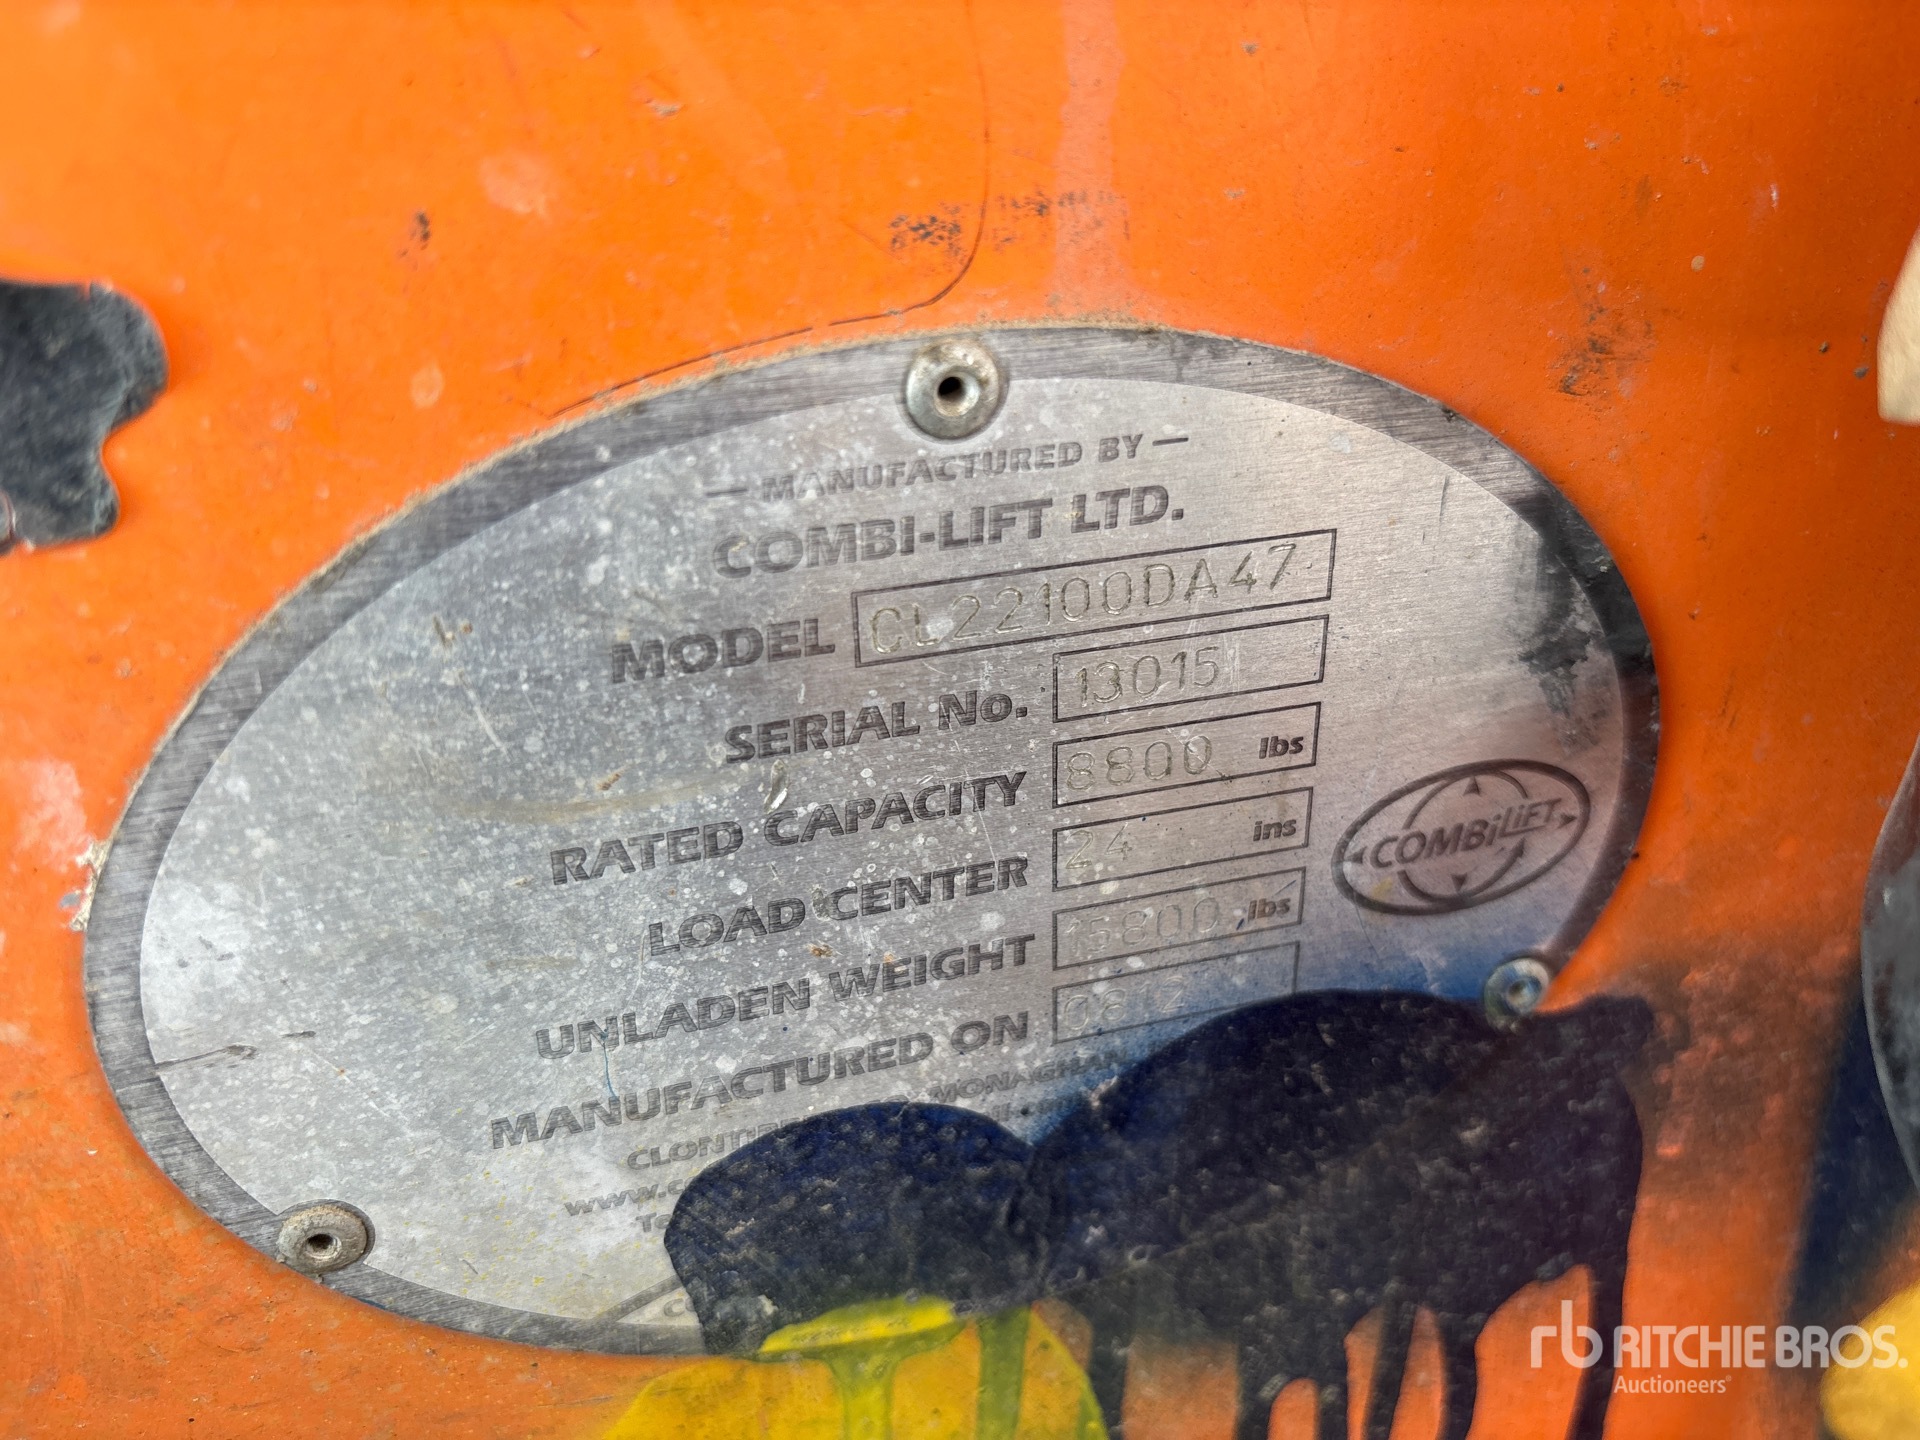 — MANUFACTURED BY —
COMBI-LIFT LTD.
MODEL CL22100DA47
SERIAL No. 13015
RATED CAPACITY 8800 lbs
LOAD CENTER 24 ins
UNLADEN WEIGHT 15800 lbs
MANUFACTURED ON 0812
MONAGHAN
COMBiLiFT
rb RITCHIE BROS.
Auctioneers